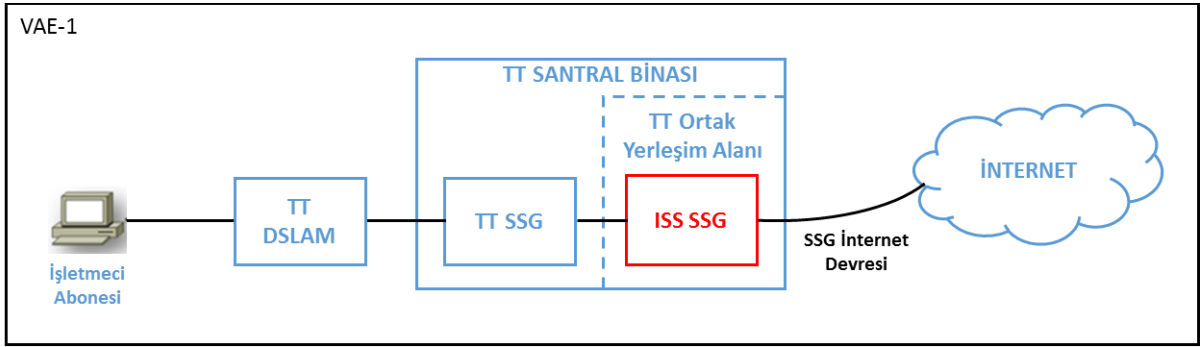 VAE-1
TT SANTRAL BİNASI
TT Ortak
Yerleşim Alanı
İNTERNET
TT
DSLAM
TT SSG
ISS SSG
SSG İnternet
Devresi
İşletmeci
Abonesi